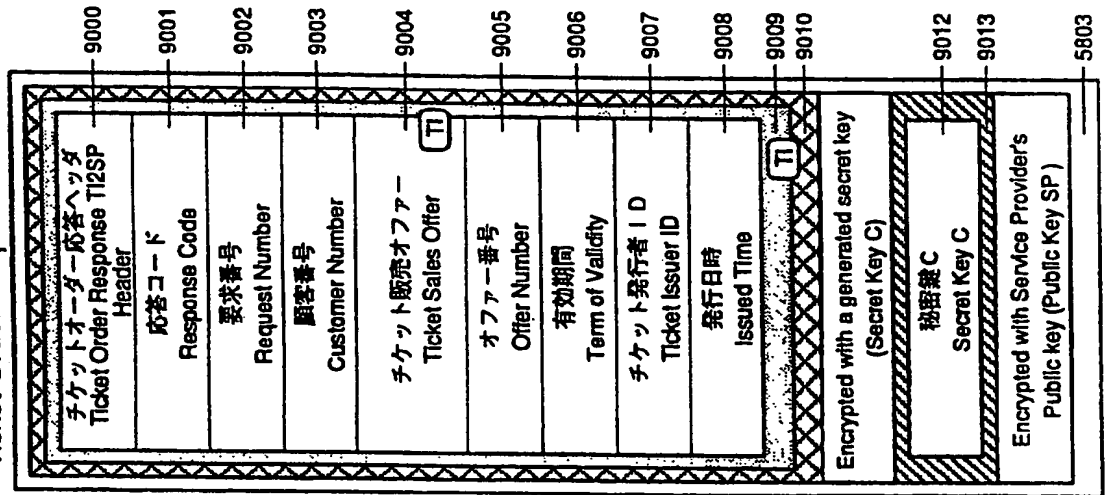 チケットオーダー応答ヘッダ
Ticket Order Response TI2SP
Header
9000
応答コード
Response Code
9001
要求番号
Request Number
9002
顧客番号
Customer Number
9003
チケット販売オファー
Ticket Sales Offer
TI
9004
オファー番号
Offer Number
9005
有効期間
Term of Validity
9006
チケット発行者ID
Ticket Issuer ID
9007
発行日時
Issued Time
9008
TI
9009
9010
Encrypted with a generated secret key
(Secret Key C)
秘密鍵C
Secret Key C
9012
9013
Encrypted with Service Provider's
Public key (Public Key SP)
5803